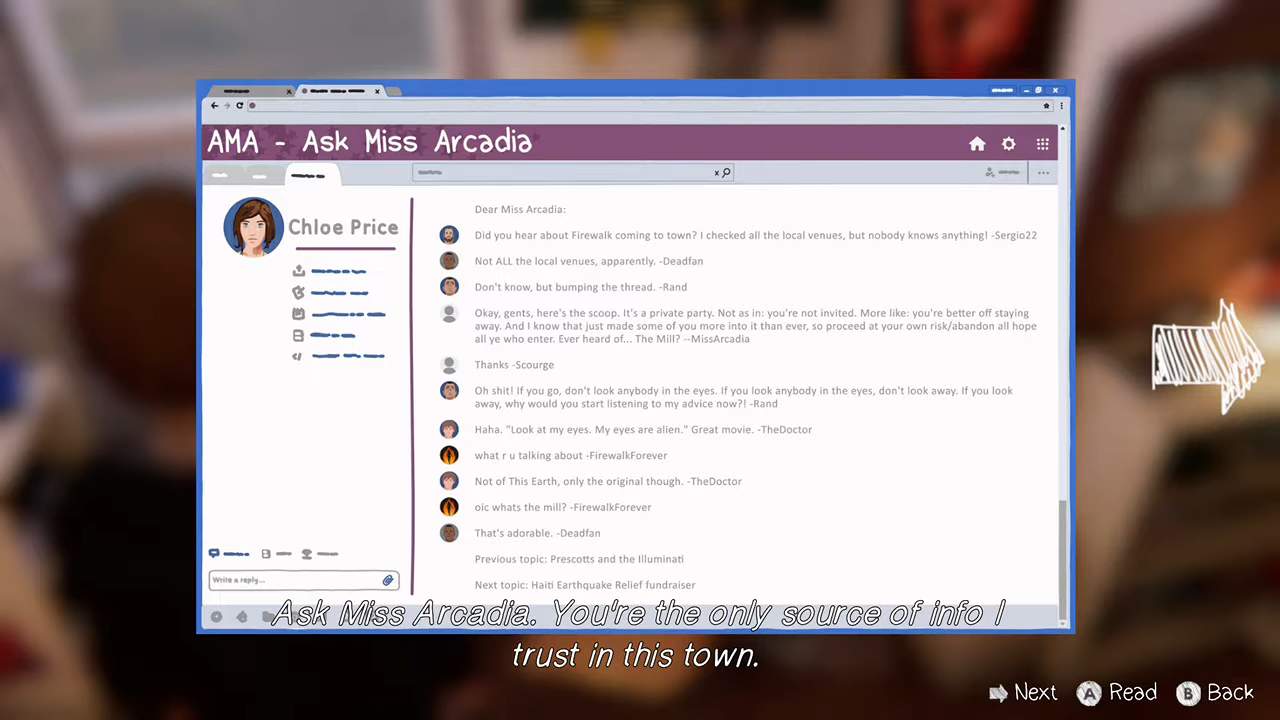 AMA - Ask Miss Arcadia
Chloe Price
Dear Miss Arcadia:
Did you hear about Firewalk coming to town? I checked all the local venues, but nobody knows anything! -Sergio22
Not ALL the local venues, apparently. -Deadfan
Don't know, but bumping the thread. -Rand
Okay, gents, here's the scoop. It's a private party. Not as in: you're not invited. More like: you're better off staying
away. And I know that just made some of you more into it than ever, so proceed at your own risk/abandon all hope
all ye who enter. Ever heard of... The Mill? --MissArcadia
Thanks -Scourge
Oh shit! If you go, don't look anybody in the eyes. If you look anybody in the eyes, don't look away. If you look
away, why would you start listening to my advice now?! -Rand
Haha. "Look at my eyes. My eyes are alien." Great movie. -TheDoctor
what r u talking about -FirewalkForever
Not of This Earth, only the original though. -TheDoctor
oic whats the mill? -FirewalkForever
That's adorable. -Deadfan
Previous topic: Prescotts and the Illuminati
Next topic: Haiti Earthquake Relief fundraiser
Write a reply...
Ask Miss Arcadia. You're the only source of info I
trust in this town.
Next A Read B Back